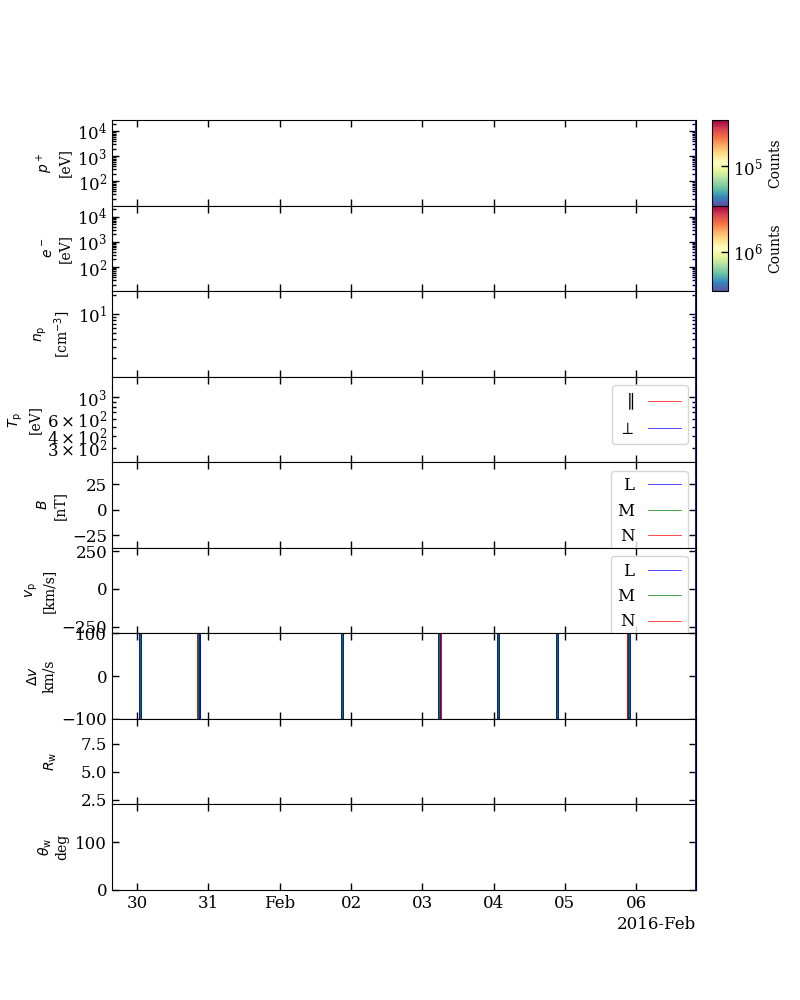 10⁴
10³
10²
p⁺
[eV]
10⁵
Counts
10⁴
10³
10²
e⁻
[eV]
10⁶
Counts
10¹
nₚ
[cm⁻³]
10³
6 × 10²
4 × 10²
3 × 10²
Tₚ
[eV]
∥
⊥
25
0
−25
B
[nT]
L
M
N
250
0
−250
vₚ
[km/s]
L
M
N
100
0
−100
Δv
km/s
7.5
5.0
2.5
R_w
100
0
θ_w
deg
30 31 Feb 02 03 04 05 06
2016-Feb